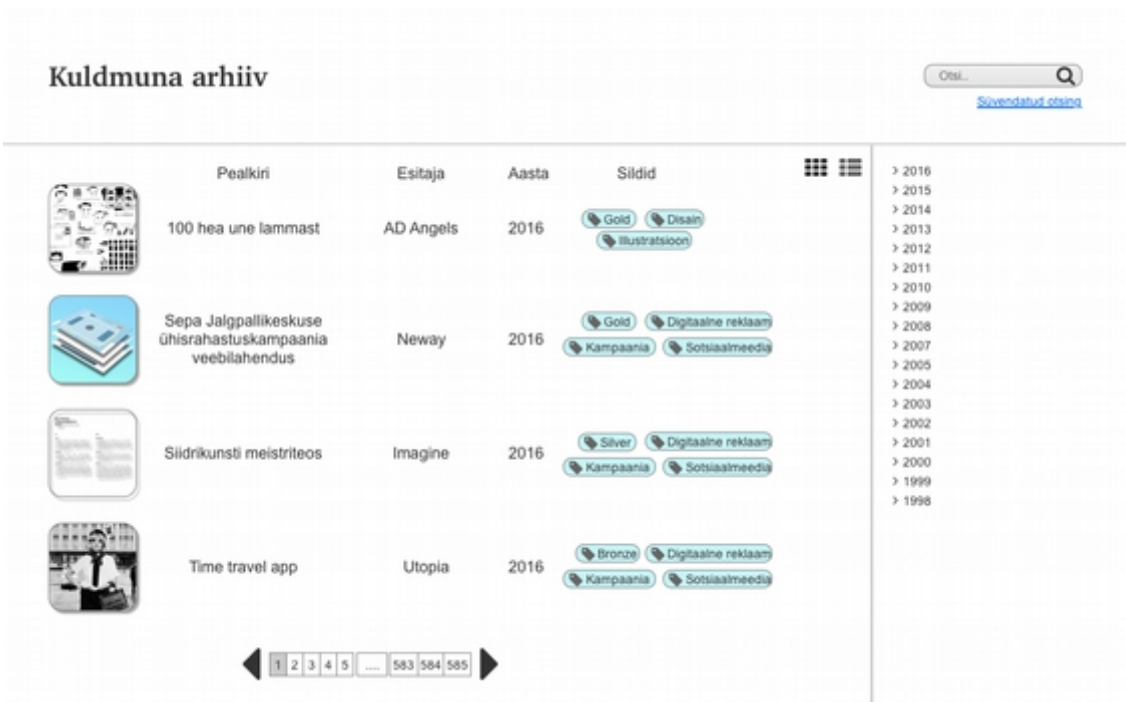 Kuldmuna arhiiv
Otsi..
Süvendatud otsing
Pealkiri Esitaja Aasta Sildid
100 hea une lammast AD Angels 2016 Gold Disain
Illustratsioon
Sepa Jalgpallikeskuse
ühisrahastuskampaania
veebilahendus
Neway 2016 Gold Digitaalne reklaam
Kampaania Sotsiaalmeedia
Siidrikunsti meistriteos Imagine 2016 Silver Digitaalne reklaam
Kampaania Sotsiaalmeedia
Time travel app Utopia 2016 Bronze Digitaalne reklaam
Kampaania Sotsiaalmeedia
1 2 3 4 5 .... 583 584 585
> 2016
> 2015
> 2014
> 2013
> 2012
> 2011
> 2010
> 2009
> 2008
> 2007
> 2005
> 2004
> 2003
> 2002
> 2001
> 2000
> 1999
> 1998